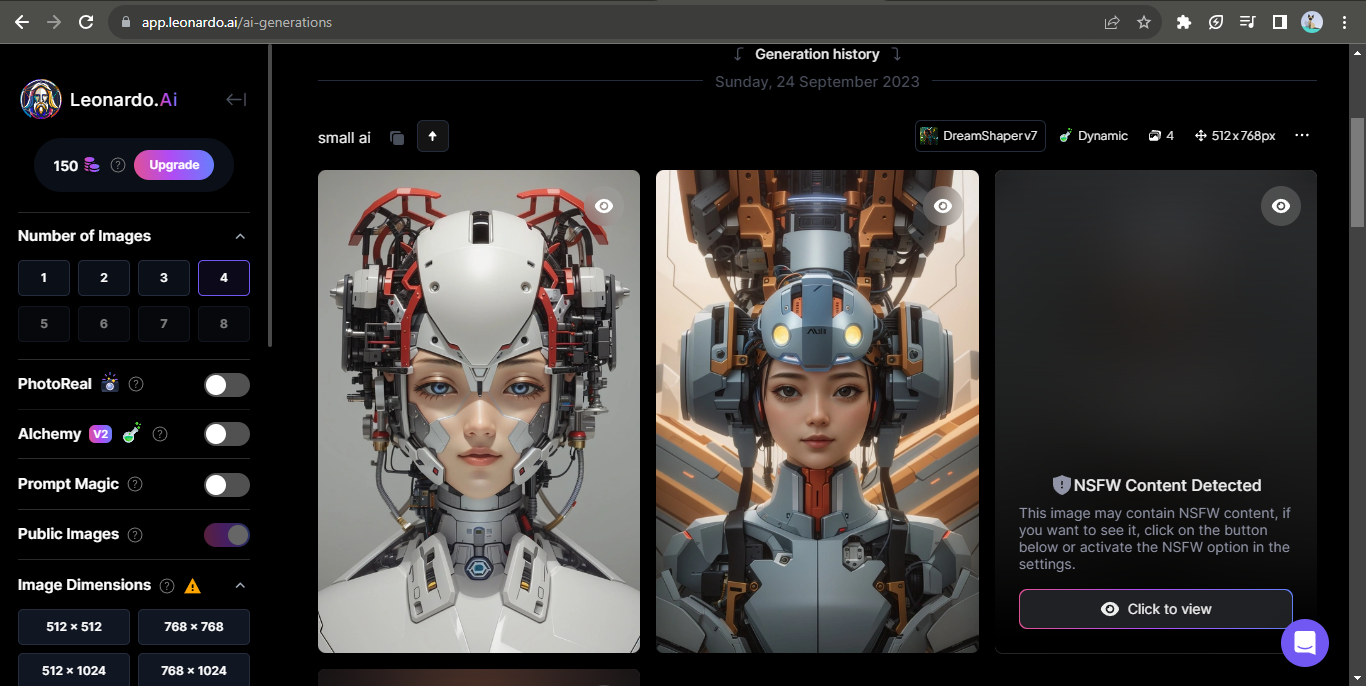 app.leonardo.ai/ai-generations
Generation history
Sunday, 24 September 2023
Leonardo.Ai
150 ? Upgrade
small ai
DreamShaper v7 Dynamic 4 512 x 768px
Number of Images
1 2 3 4
5 6 7 8
PhotoReal ?
Alchemy V2 ?
Prompt Magic ?
Public Images ?
Image Dimensions ?
512 × 512 768 × 768
512 × 1024 768 × 1024
NSFW Content Detected
This image may contain NSFW content, if
you want to see it, click on the button
below or activate the NSFW option in the
settings.
Click to view